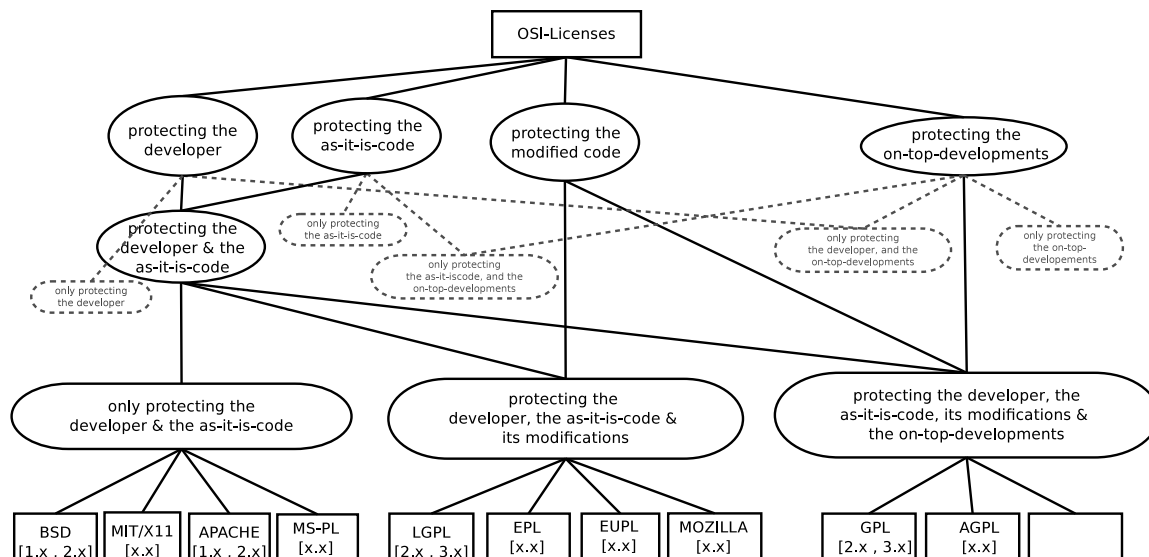 OSI-Licenses
protecting the
developer
protecting the
as-it-is-code
protecting the
modified code
protecting the
on-top-developments
protecting the
developer & the
as-it-is-code
only protecting
the as-it-is-code
only protecting
the developer, and the
on-top-developments
only protecting
the on-top-
developements
only protecting
the as-it-iscode, and the
on-top-developments
only protecting
the developer
only protecting the
developer & the as-it-is-code
protecting the
developer, the as-it-is-code &
its modifications
protecting the developer, the
as-it-is-code, its modifications &
the on-top-developments
BSD
[1.x , 2.x]
MIT/X11
[x.x]
APACHE
[1.x , 2.x]
MS-PL
[x.x]
LGPL
[2.x , 3.x]
EPL
[x.x]
EUPL
[x.x]
MOZILLA
[x.x]
GPL
[2.x , 3.x]
AGPL
[x.x]